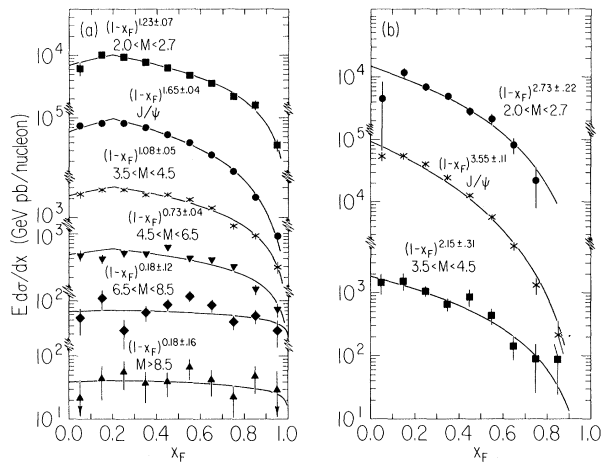 (a)
(1-x_F)^1.23±.07
2.0<M<2.7
(1-x_F)^1.65±.04
J/ψ
(1-x_F)^1.08±.05
3.5<M<4.5
(1-x_F)^0.73±.04
4.5<M<6.5
(1-x_F)^0.18±.12
6.5<M<8.5
(1-x_F)^0.18±.16
M>8.5
E dσ/dx (GeV pb/nucleon)
10^4
10^5
10^3
10^3
10^2
10^2
10^1
0.0 0.2 0.4 0.6 0.8 1.0
x_F
(b)
(1-x_F)^2.73±.22
2.0<M<2.7
(1-x_F)^3.55±.11
J/ψ
(1-x_F)^2.15±.31
3.5<M<4.5
10^4
10^5
10^4
10^3
10^2
10^1
0.0 0.2 0.4 0.6 0.8 1.0
x_F